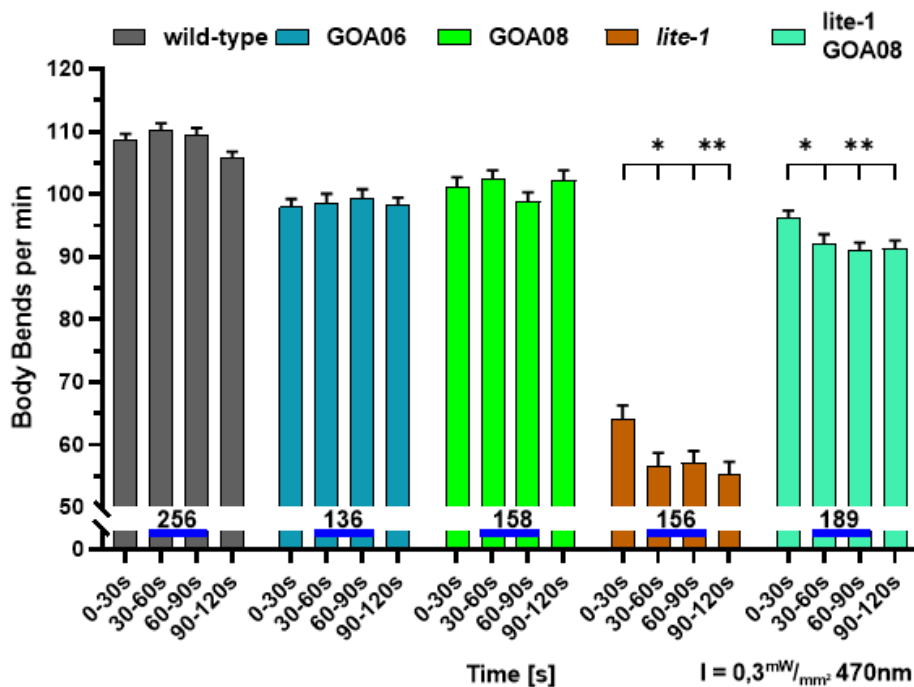 wild-type GOA06 GOA08 lite-1 lite-1 GOA08
Body Bends per min
120
110
100
90
80
70
60
50
0
* ** * **
256 136 158 156 189
0-30s 30-60s 60-90s 90-120s 0-30s 30-60s 60-90s 90-120s 0-30s 30-60s 60-90s 90-120s 0-30s 30-60s 60-90s 90-120s 0-30s 30-60s 60-90s 90-120s
Time [s]
I = 0,3mW/mm² 470nm